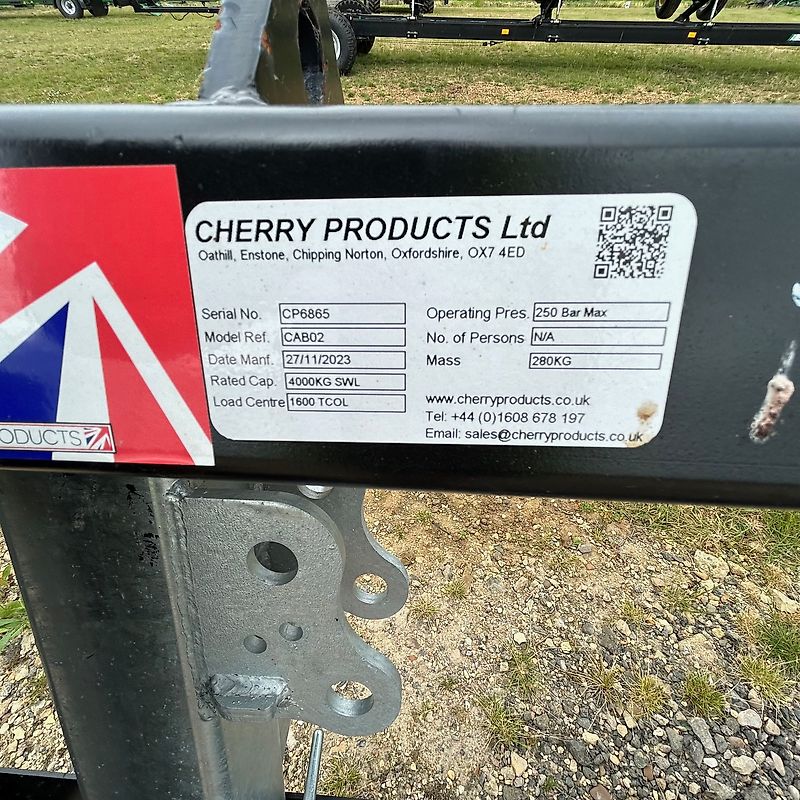 CHERRY PRODUCTS Ltd
Oathill, Enstone, Chipping Norton, Oxfordshire, OX7 4ED
Serial No. CP6865
Model Ref. CAB02
Date Manf. 27/11/2023
Rated Cap. 4000KG SWL
Load Centre 1600 TCOL
Operating Pres. 250 Bar Max
No. of Persons N/A
Mass 280KG
www.cherryproducts.co.uk
Tel: +44 (0)1608 678 197
Email: sales@cherryproducts.co.uk
ODUCTS